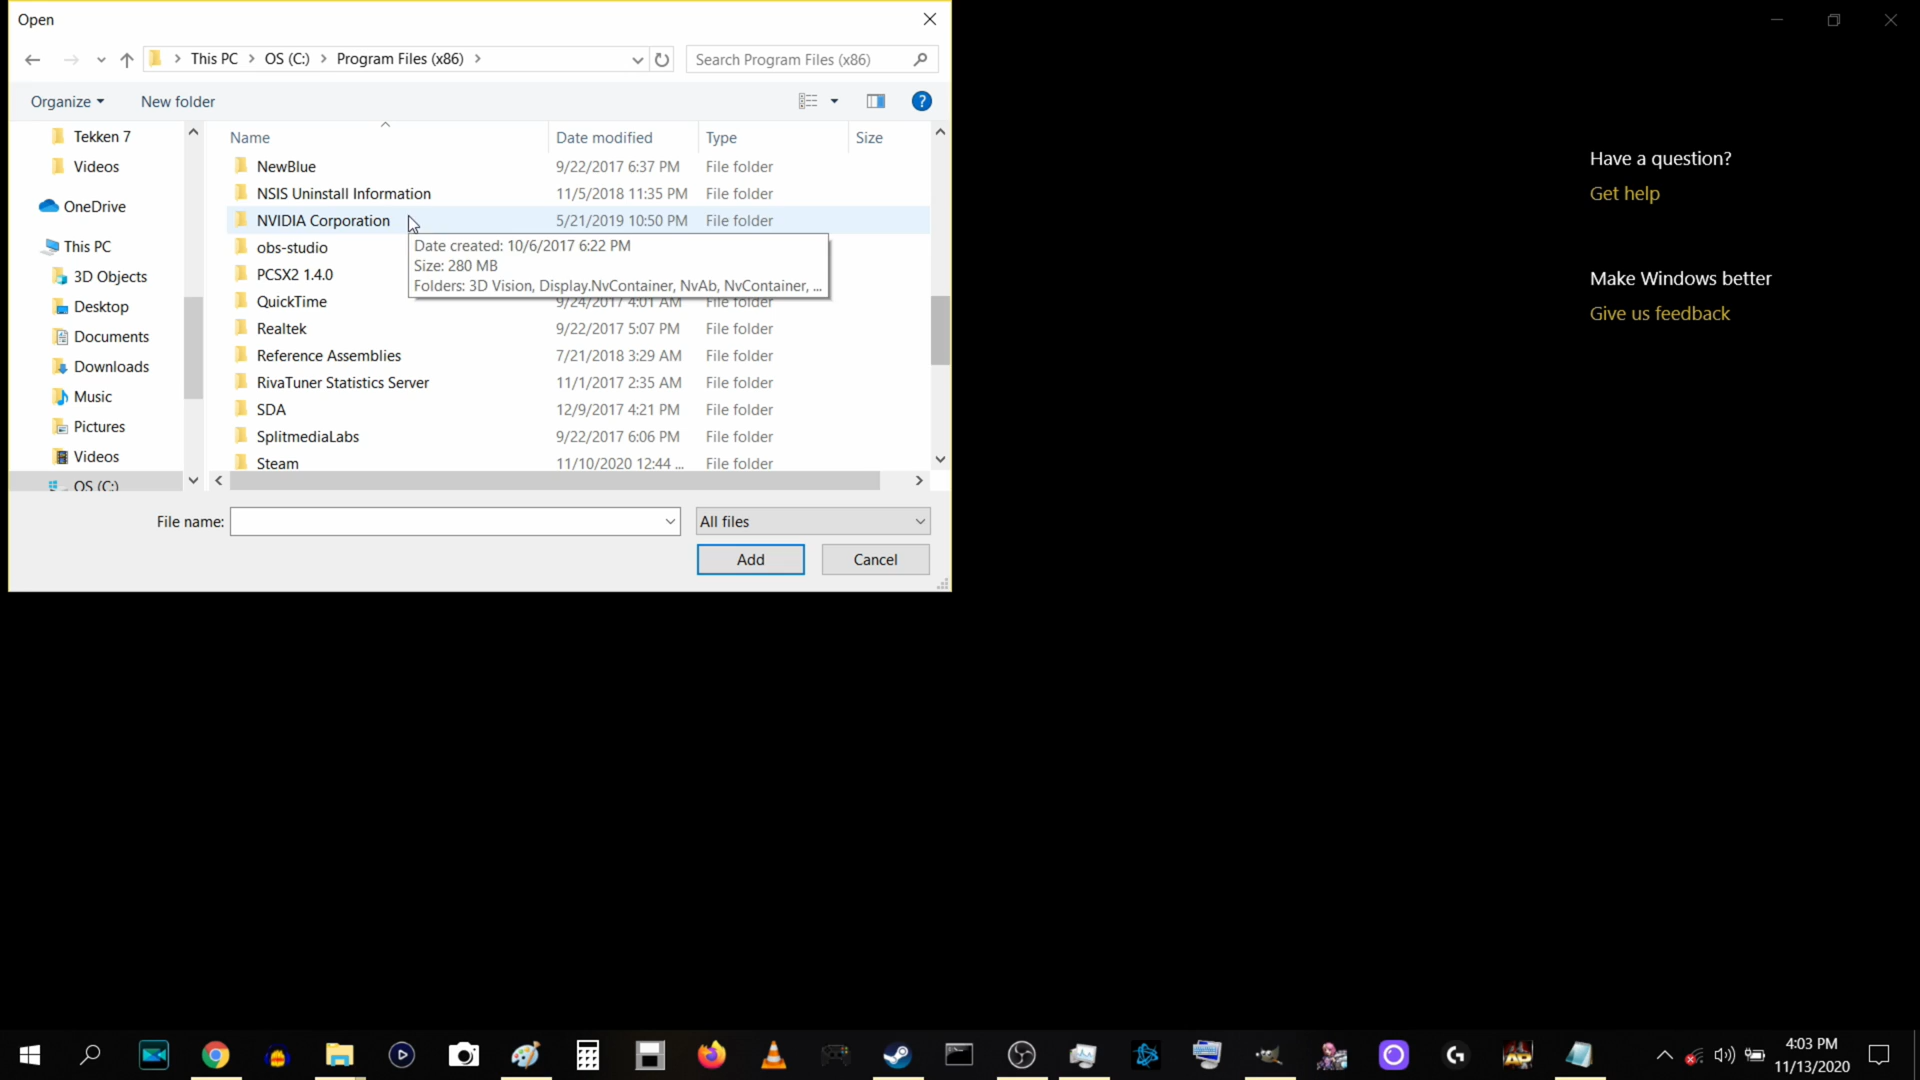 Open
This PC > OS (C:) > Program Files (x86) >
Search Program Files (x86)
Organize
New folder
?
Tekken 7
Videos
OneDrive
This PC
3D Objects
Desktop
Documents
Downloads
Music
Pictures
Videos
OS (C:)
Name Date modified Type Size
NewBlue 9/22/2017 6:37 PM File folder
NSIS Uninstall Information 11/5/2018 11:35 PM File folder
NVIDIA Corporation 5/21/2019 10:50 PM File folder
obs-studio
PCSX2 1.4.0
Date created: 10/6/2017 6:22 PM
Size: 280 MB
Folders: 3D Vision, Display.NvContainer, NvAb, NvContainer, ...
QuickTime 9/24/2017 4:01 AM File folder
Realtek 9/22/2017 5:07 PM File folder
Reference Assemblies 7/21/2018 3:29 AM File folder
RivaTuner Statistics Server 11/1/2017 2:35 AM File folder
SDA 12/9/2017 4:21 PM File folder
SplitmediaLabs 9/22/2017 6:06 PM File folder
Steam 11/10/2020 12:44 ... File folder
File name:
All files
Add
Cancel
Have a question?
Get help
Make Windows better
Give us feedback
4:03 PM
11/13/2020